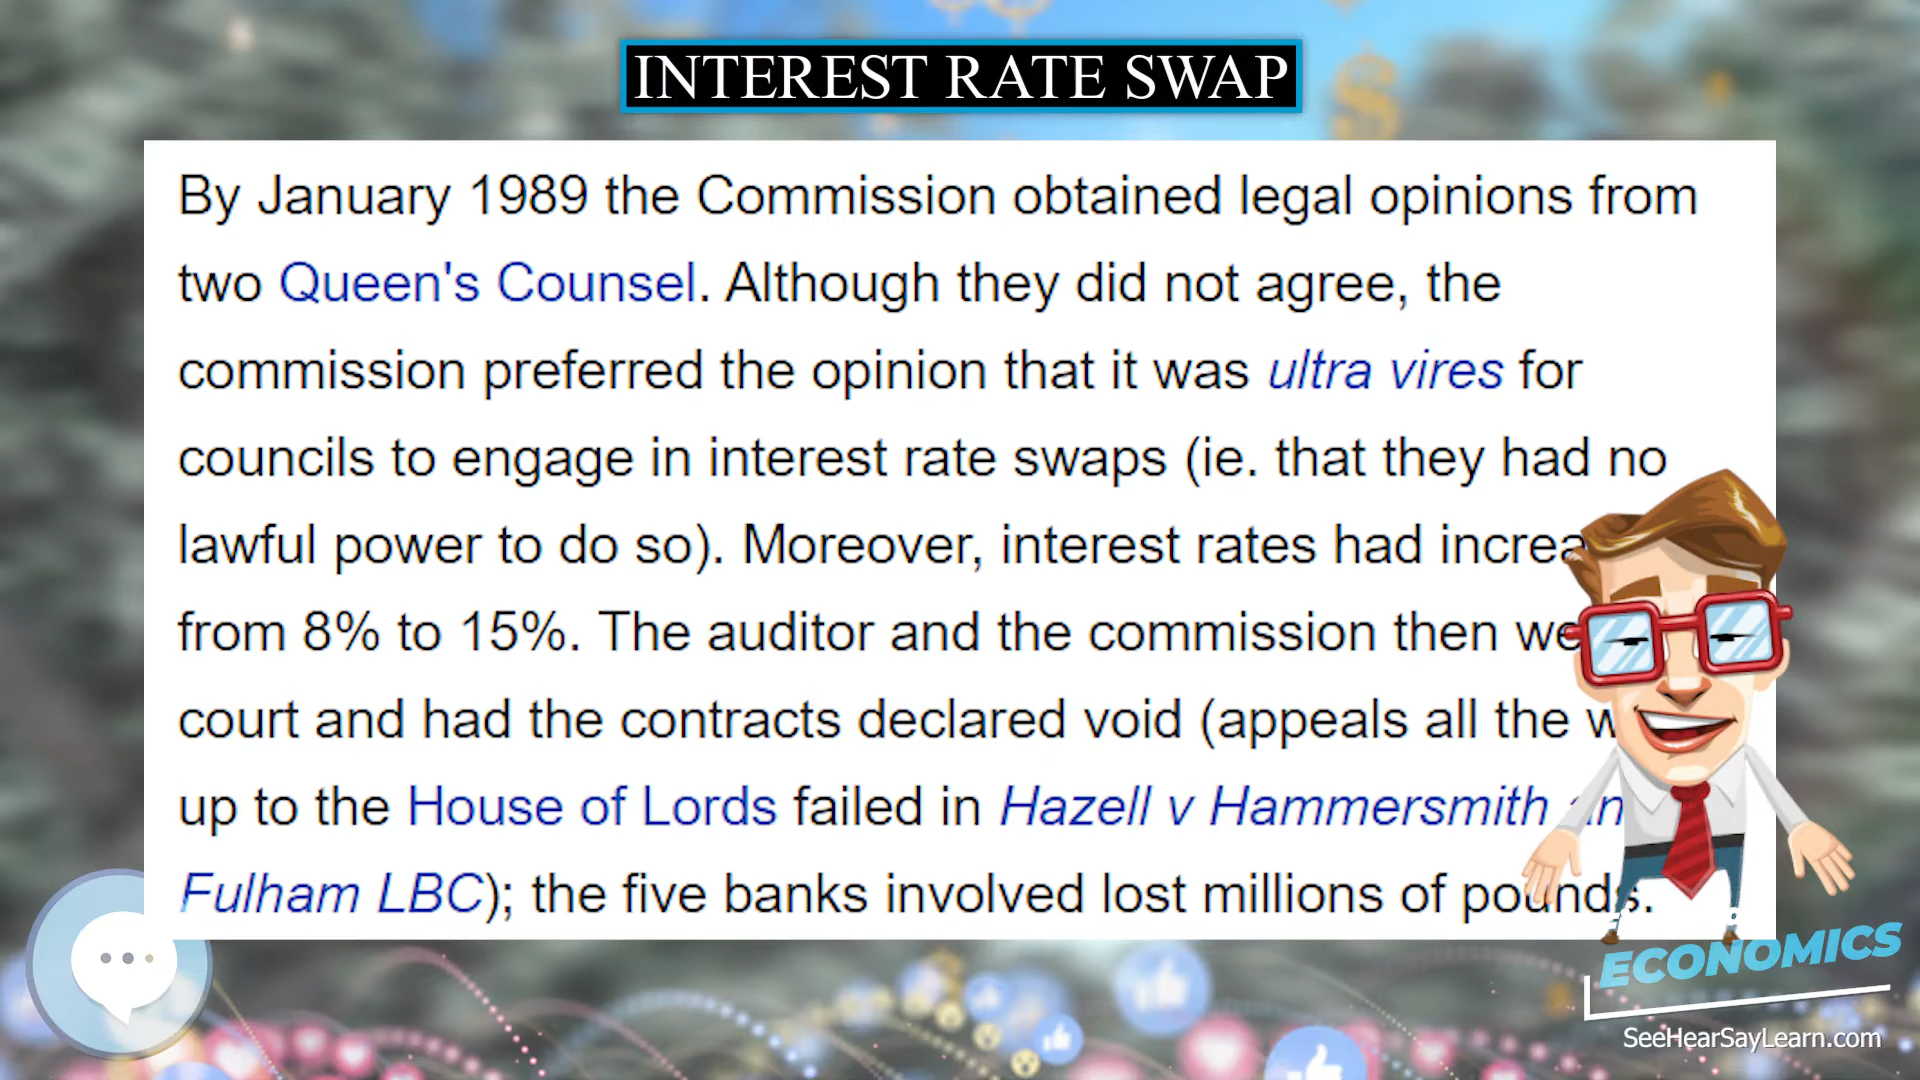 INTEREST RATE SWAP
By January 1989 the Commission obtained legal opinions from
two Queen's Counsel. Although they did not agree, the
commission preferred the opinion that it was ultra vires for
councils to engage in interest rate swaps (ie. that they had no
lawful power to do so). Moreover, interest rates had
from 8% to 15%. The auditor and the commission then
court and had the contracts declared void (appeals all the
up to the House of Lords failed in Hazell v Hammersmith
Fulham LBC); the five banks involved lost millions of pounds.
ECONOMICS
SeeHearSayLearn.com